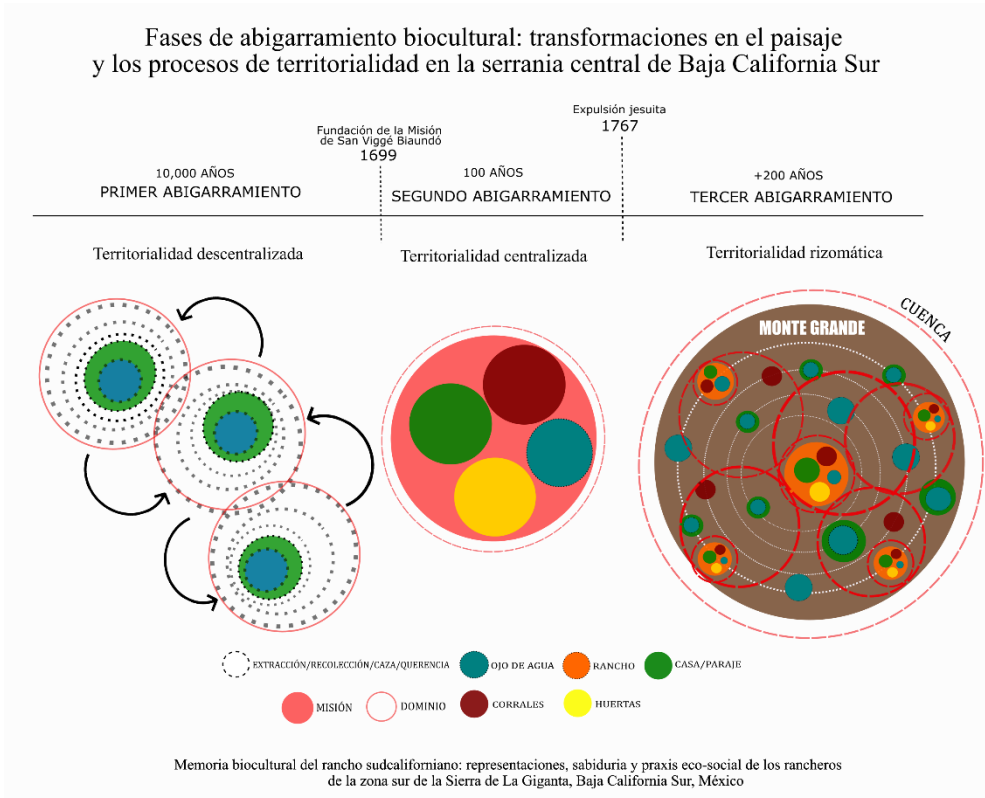 Fases de abigarramiento biocultural: transformaciones en el paisaje
y los procesos de territorialidad en la serrania central de Baja California Sur
Fundación de la Misión
de San Viggé Biaundó
1699
Expulsión jesuita
1767
10,000 AÑOS
PRIMER ABIGARRAMIENTO
100 AÑOS
SEGUNDO ABIGARRAMIENTO
+200 AÑOS
TERCER ABIGARRAMIENTO
Territorialidad descentralizada
Territorialidad centralizada
Territorialidad rizomática
CUENCA
MONTE GRANDE
EXTRACCIÓN/RECOLECCIÓN/CAZA/QUERENCIA
OJO DE AGUA
RANCHO
CASA/PARAJE
MISIÓN
DOMINIO
CORRALES
HUERTAS
Memoria biocultural del rancho sudcaliforniano: representaciones, sabiduria y praxis eco-social de los rancheros
de la zona sur de la Sierra de La Giganta, Baja California Sur, México